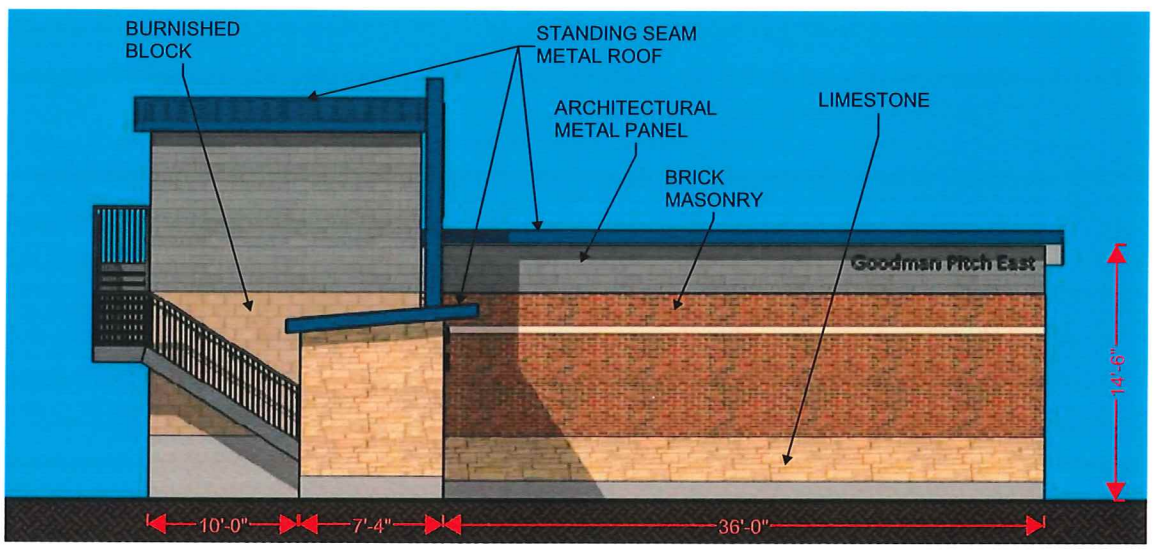 BURNISHED
BLOCK
STANDING SEAM
METAL ROOF
ARCHITECTURAL
METAL PANEL
LIMESTONE
BRICK
MASONRY
Goodman Pitch East
14'-6"
10'-0"
7'-4"
36'-0"